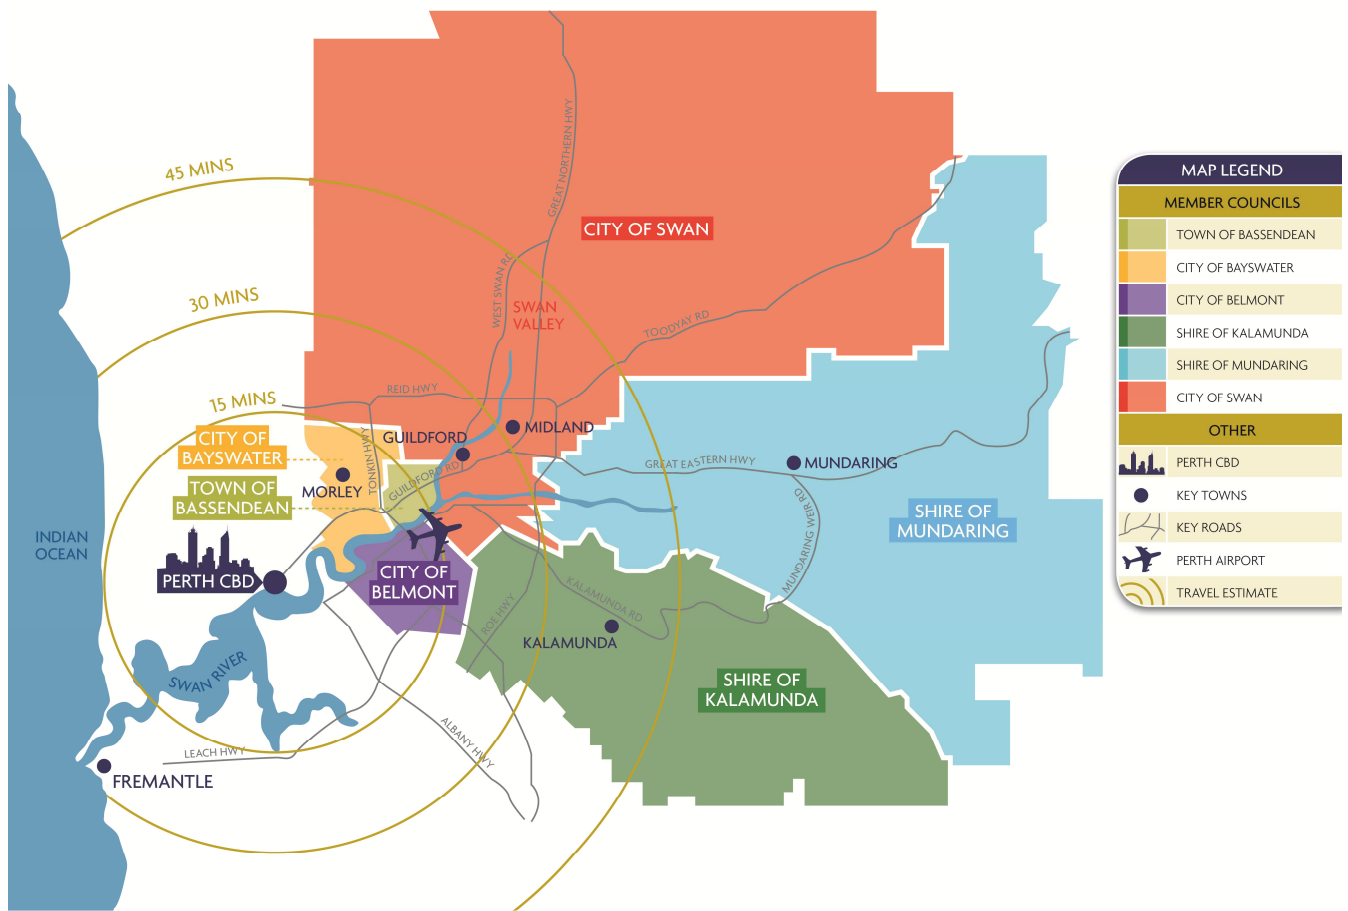 45 MINS
30 MINS
15 MINS
GREAT NORTHERN HWY
CITY OF SWAN
WEST SWAN RD
SWAN
VALLEY
TOODYAY RD
REID HWY
CITY OF
BAYSWATER
TONKIN HWY
GUILDFORD
MIDLAND
GUILDFORD RD
MORLEY
TOWN OF
BASSENDEAN
GREAT EASTERN HWY
MUNDARING
MUNDARING WEIR RD
SHIRE OF
MUNDARING
INDIAN
OCEAN
PERTH CBD
CITY OF
BELMONT
KALAMUNDA RD
ROE HWY
KALAMUNDA
SWAN RIVER
SHIRE OF
KALAMUNDA
ALBANY HWY
LEACH HWY
FREMANTLE
MAP LEGEND
MEMBER COUNCILS
TOWN OF BASSENDEAN
CITY OF BAYSWATER
CITY OF BELMONT
SHIRE OF KALAMUNDA
SHIRE OF MUNDARING
CITY OF SWAN
OTHER
PERTH CBD
KEY TOWNS
KEY ROADS
PERTH AIRPORT
TRAVEL ESTIMATE